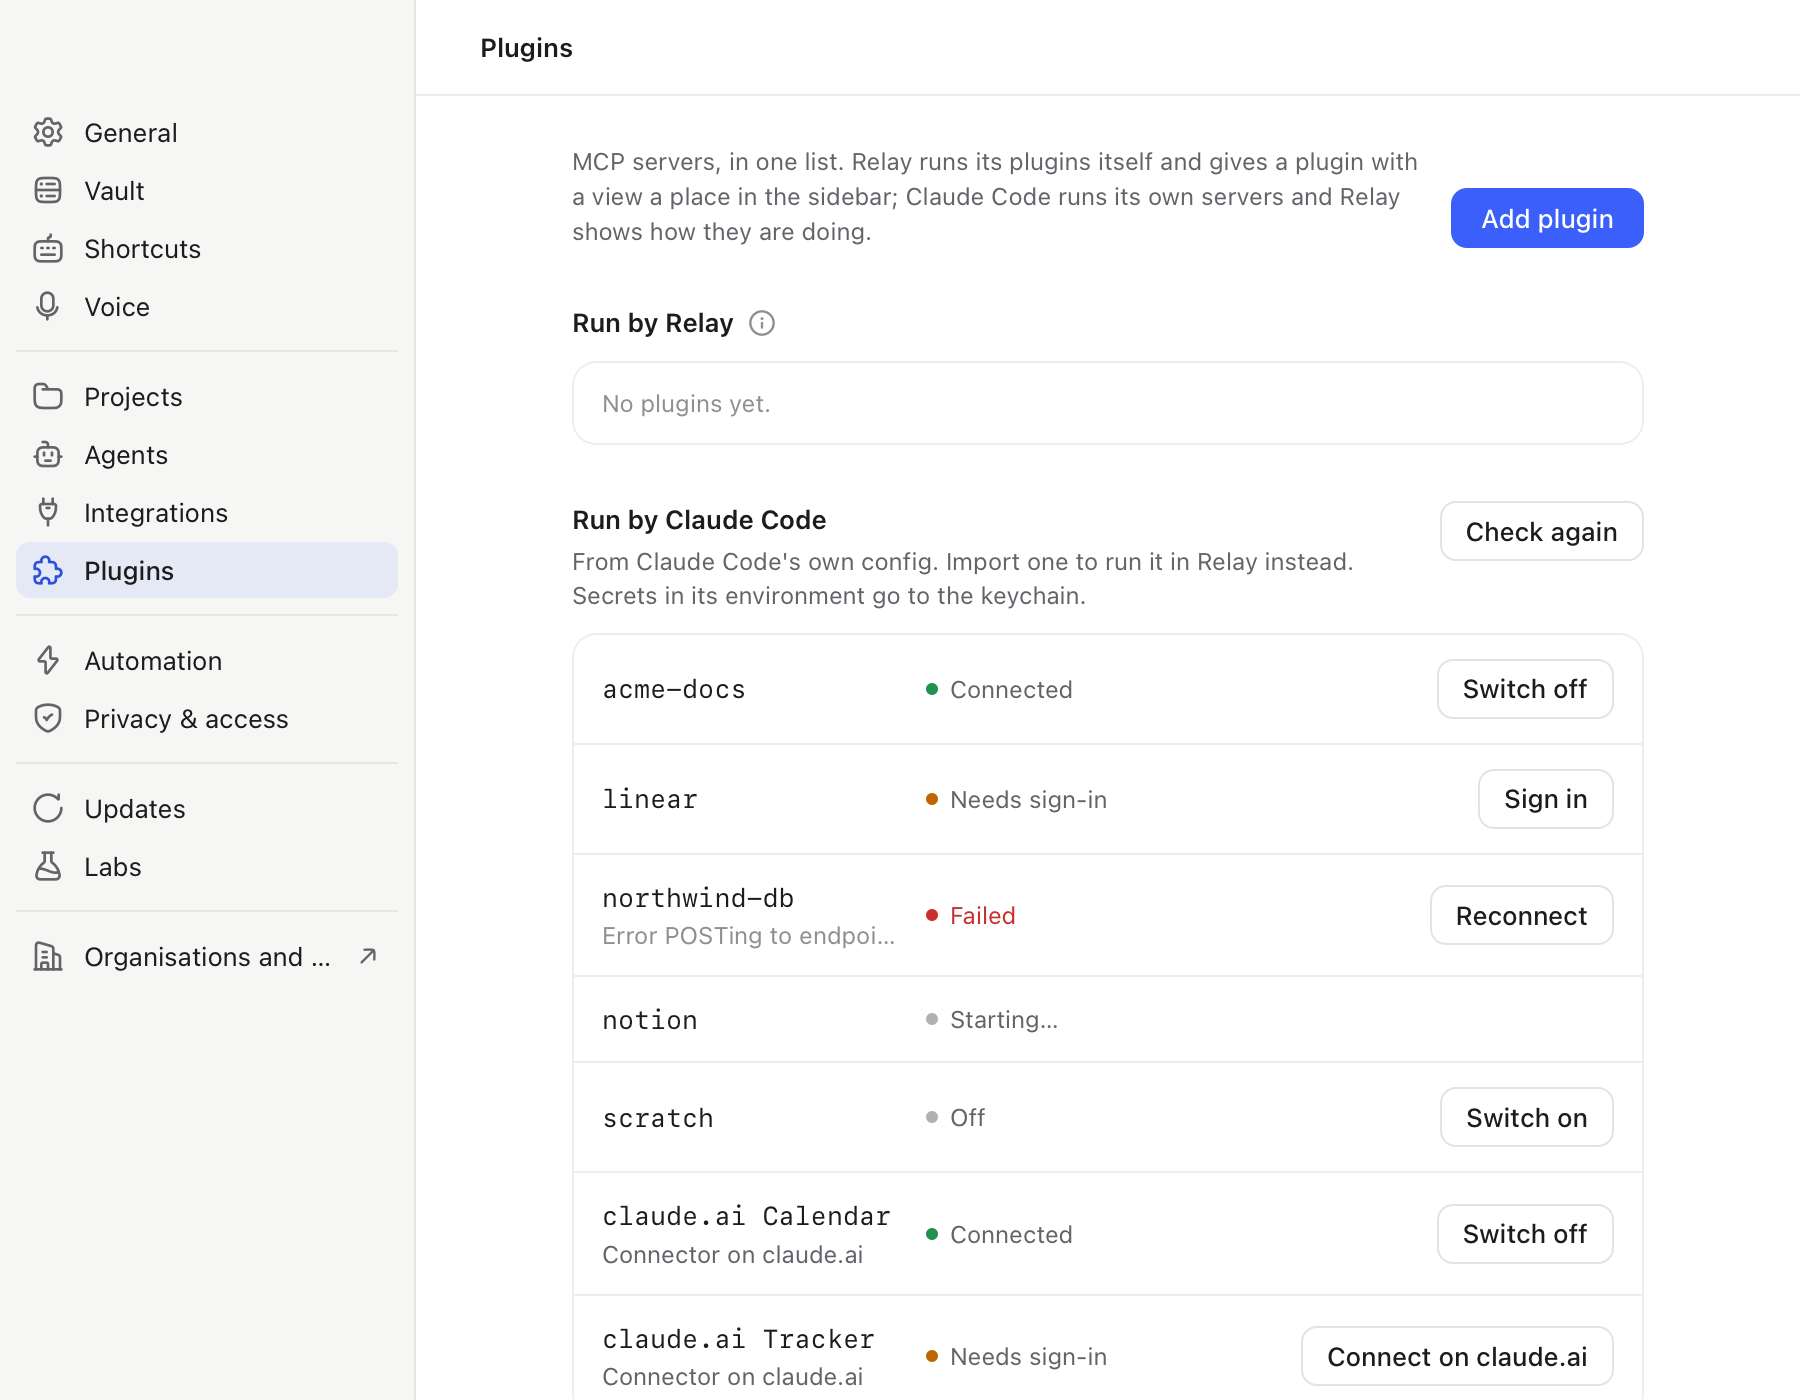 Plugins
General
Vault
Shortcuts
Voice
Projects
Agents
Integrations
Plugins
Automation
Privacy & access
Updates
Labs
Organisations and ...
MCP servers, in one list. Relay runs its plugins itself and gives a plugin with
a view a place in the sidebar; Claude Code runs its own servers and Relay
shows how they are doing.
Add plugin
Run by Relay
No plugins yet.
Run by Claude Code
From Claude Code's own config. Import one to run it in Relay instead.
Secrets in its environment go to the keychain.
Check again
acme-docs
Connected
Switch off
linear
Needs sign-in
Sign in
northwind-db
Error POSTing to endpoi...
Failed
Reconnect
notion
Starting...
scratch
Off
Switch on
claude.ai Calendar
Connector on claude.ai
Connected
Switch off
claude.ai Tracker
Connector on claude.ai
Needs sign-in
Connect on claude.ai